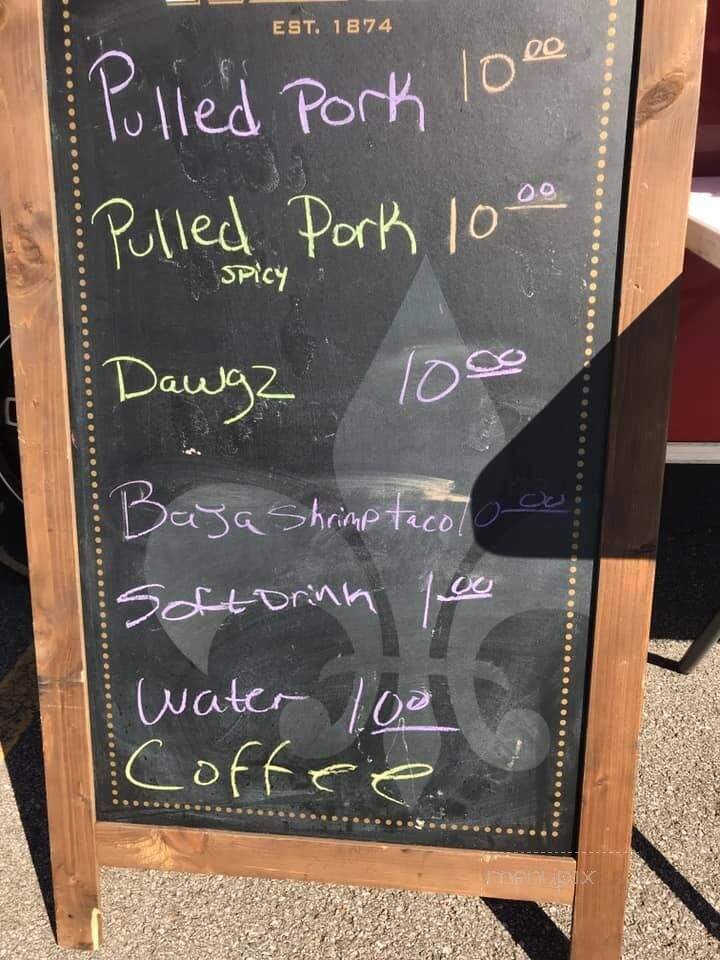 EST. 1874
Pulled Pork 10 00
Pulled Pork 10 00
SPicy
Dawgz 10 00
Baja Shrimp taco 10 00
Soft Drink 1 00
Water 1 00
Coffee
menupix